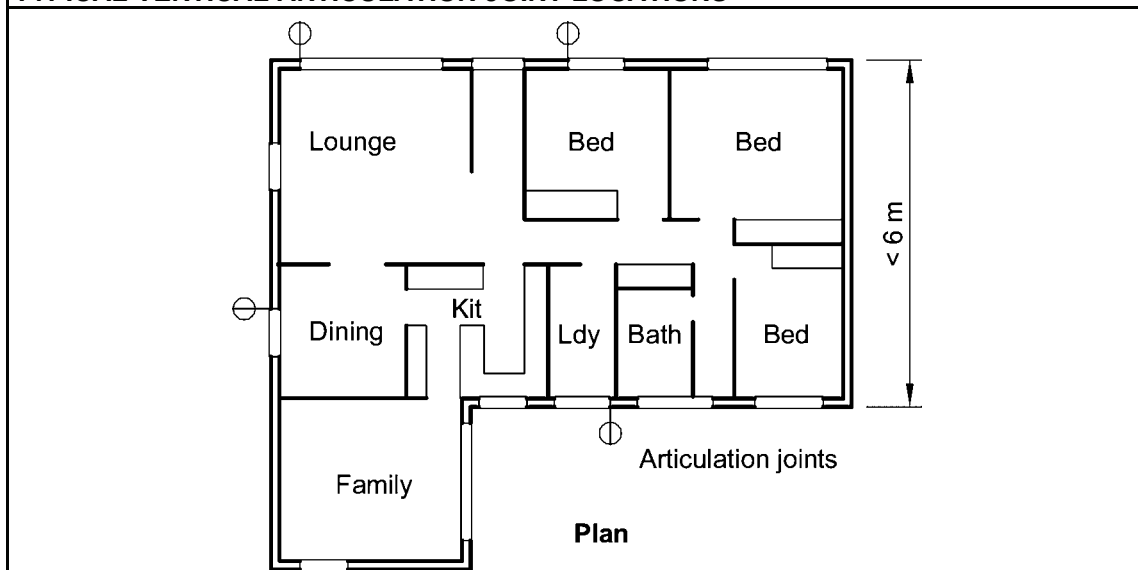 Lounge
Bed
Bed
< 6 m
Dining
Kit
Ldy
Bath
Bed
Articulation joints
Family
Plan